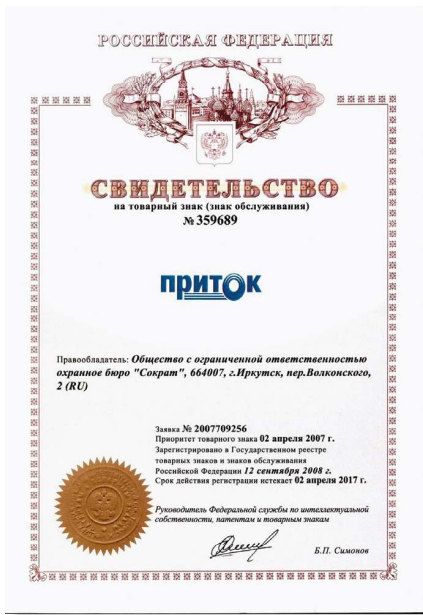 РОССИЙСКАЯ ФЕДЕРАЦИЯ
СВИДЕТЕЛЬСТВО
на товарный знак (знак обслуживания)
№ 359689
ПРИТОК
Правообладатель: Общество с ограниченной ответственностью
охранное бюро "Сократ", 664007, г.Иркутск, пер.Волконского,
2 (RU)
Заявка № 2007709256
Приоритет товарного знака 02 апреля 2007 г.
Зарегистрировано в Государственном реестре
товарных знаков и знаков обслуживания
Российской Федерации 12 сентября 2008 г.
Срок действия регистрации истекает 02 апреля 2017 г.
Руководитель Федеральной службы по интеллектуальной
собственности, патентам и товарным знакам
Б.П. Симонов